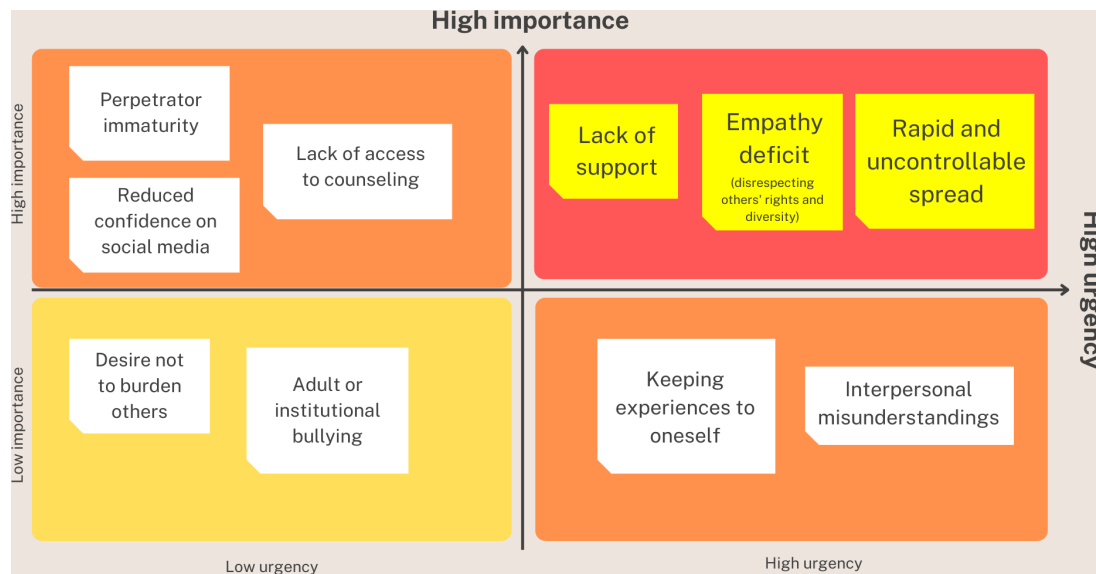 High importance
High importance
Perpetrator
immaturity
Lack of access
to counseling
Reduced
confidence on
social media
Lack of
support
Empathy
deficit
(disrespecting
others' rights and
diversity)
Rapid and
uncontrollable
spread
High urgency
Low importance
Desire not
to burden
others
Adult or
institutional
bullying
Keeping
experiences to
oneself
Interpersonal
misunderstandings
Low urgency
High urgency